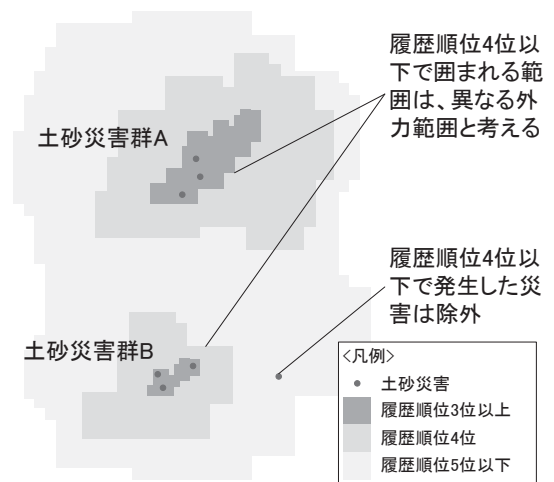 履歴順位4位以
下で囲まれる範
囲は、異なる外
力範囲と考える
土砂災害群A
履歴順位4位以
下で発生した災
害は除外
土砂災害群B
<凡例>
土砂災害
履歴順位3位以上
履歴順位4位
履歴順位5位以下